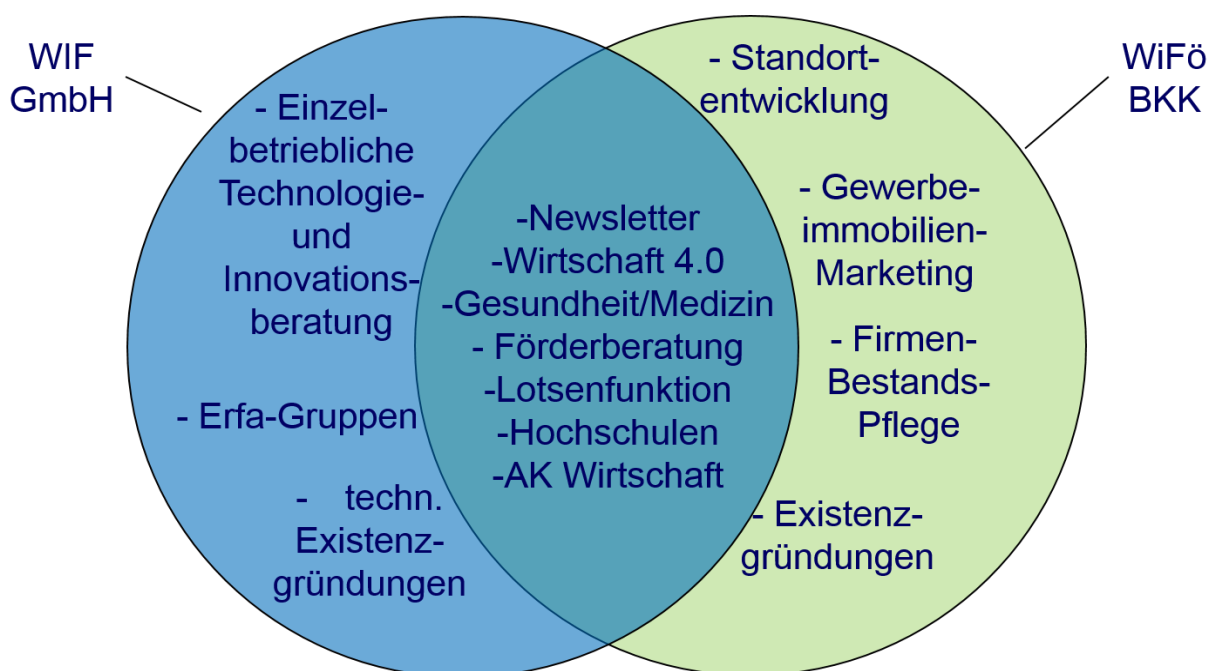 WIF
GmbH
- Einzel-
betriebliche
Technologie-
und
Innovations-
beratung
- Erfa-Gruppen
- techn.
Existenz-
gründungen
-Newsletter
-Wirtschaft 4.0
-Gesundheit/Medizin
- Förderberatung
-Lotsenfunktion
-Hochschulen
-AK Wirtschaft
- Standort-
entwicklung
- Gewerbe-
immobilien-
Marketing
- Firmen-
Bestands-
Pflege
- Existenz-
gründungen
WiFö
BKK